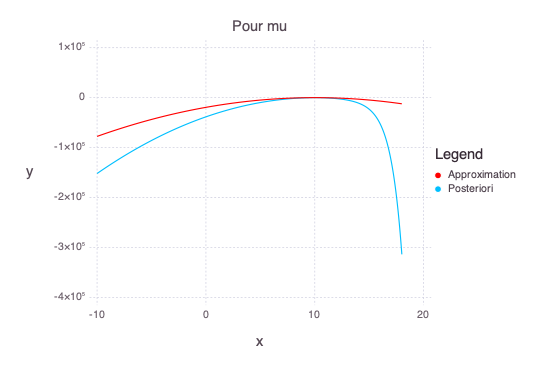 Pour mu
1×10⁵
0
-1×10⁵
-2×10⁵
-3×10⁵
-4×10⁵
y
-10
0
10
20
x
Legend
Approximation
Posteriori